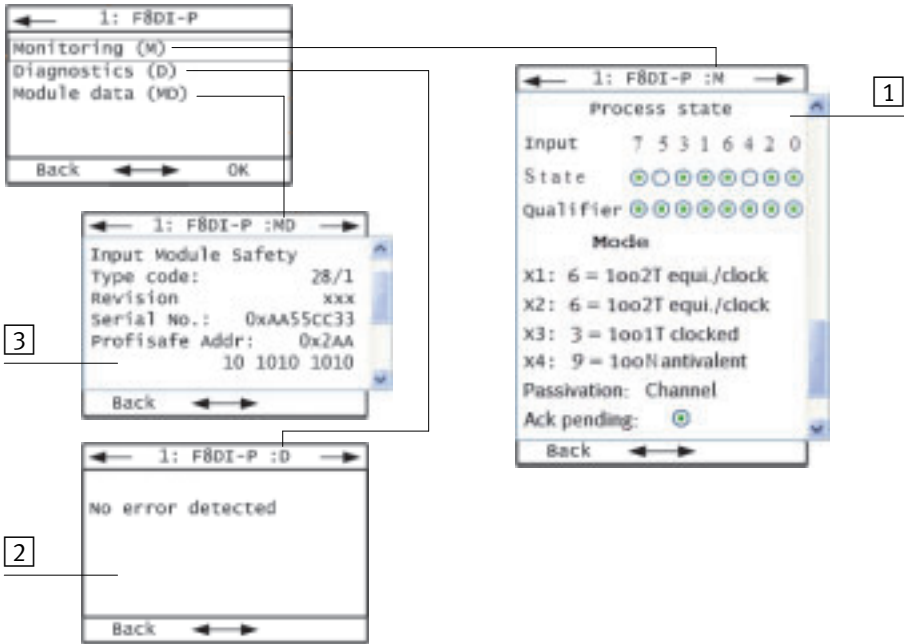 1: F8DI-P
Monitoring (M)
Diagnostics (D)
Module data (MD)
Back OK
1: F8DI-P :M
1
Process state
Input 7 5 3 1 6 4 2 0
State
Qualifier
Mode
X1: 6 = 1oo2T equi./clock
X2: 6 = 1oo2T equi./clock
X3: 3 = 1oo1T clocked
X4: 9 = 1ooN antivalent
Passivation: Channel
Ack pending:
Back
1: F8DI-P :MD
Input Module Safety
Type code: 28/1
Revision xxx
Serial No.: 0xAA55CC33
Profisafe Addr: 0x2AA
10 1010 1010
Back
3
1: F8DI-P :D
No error detected
2
Back